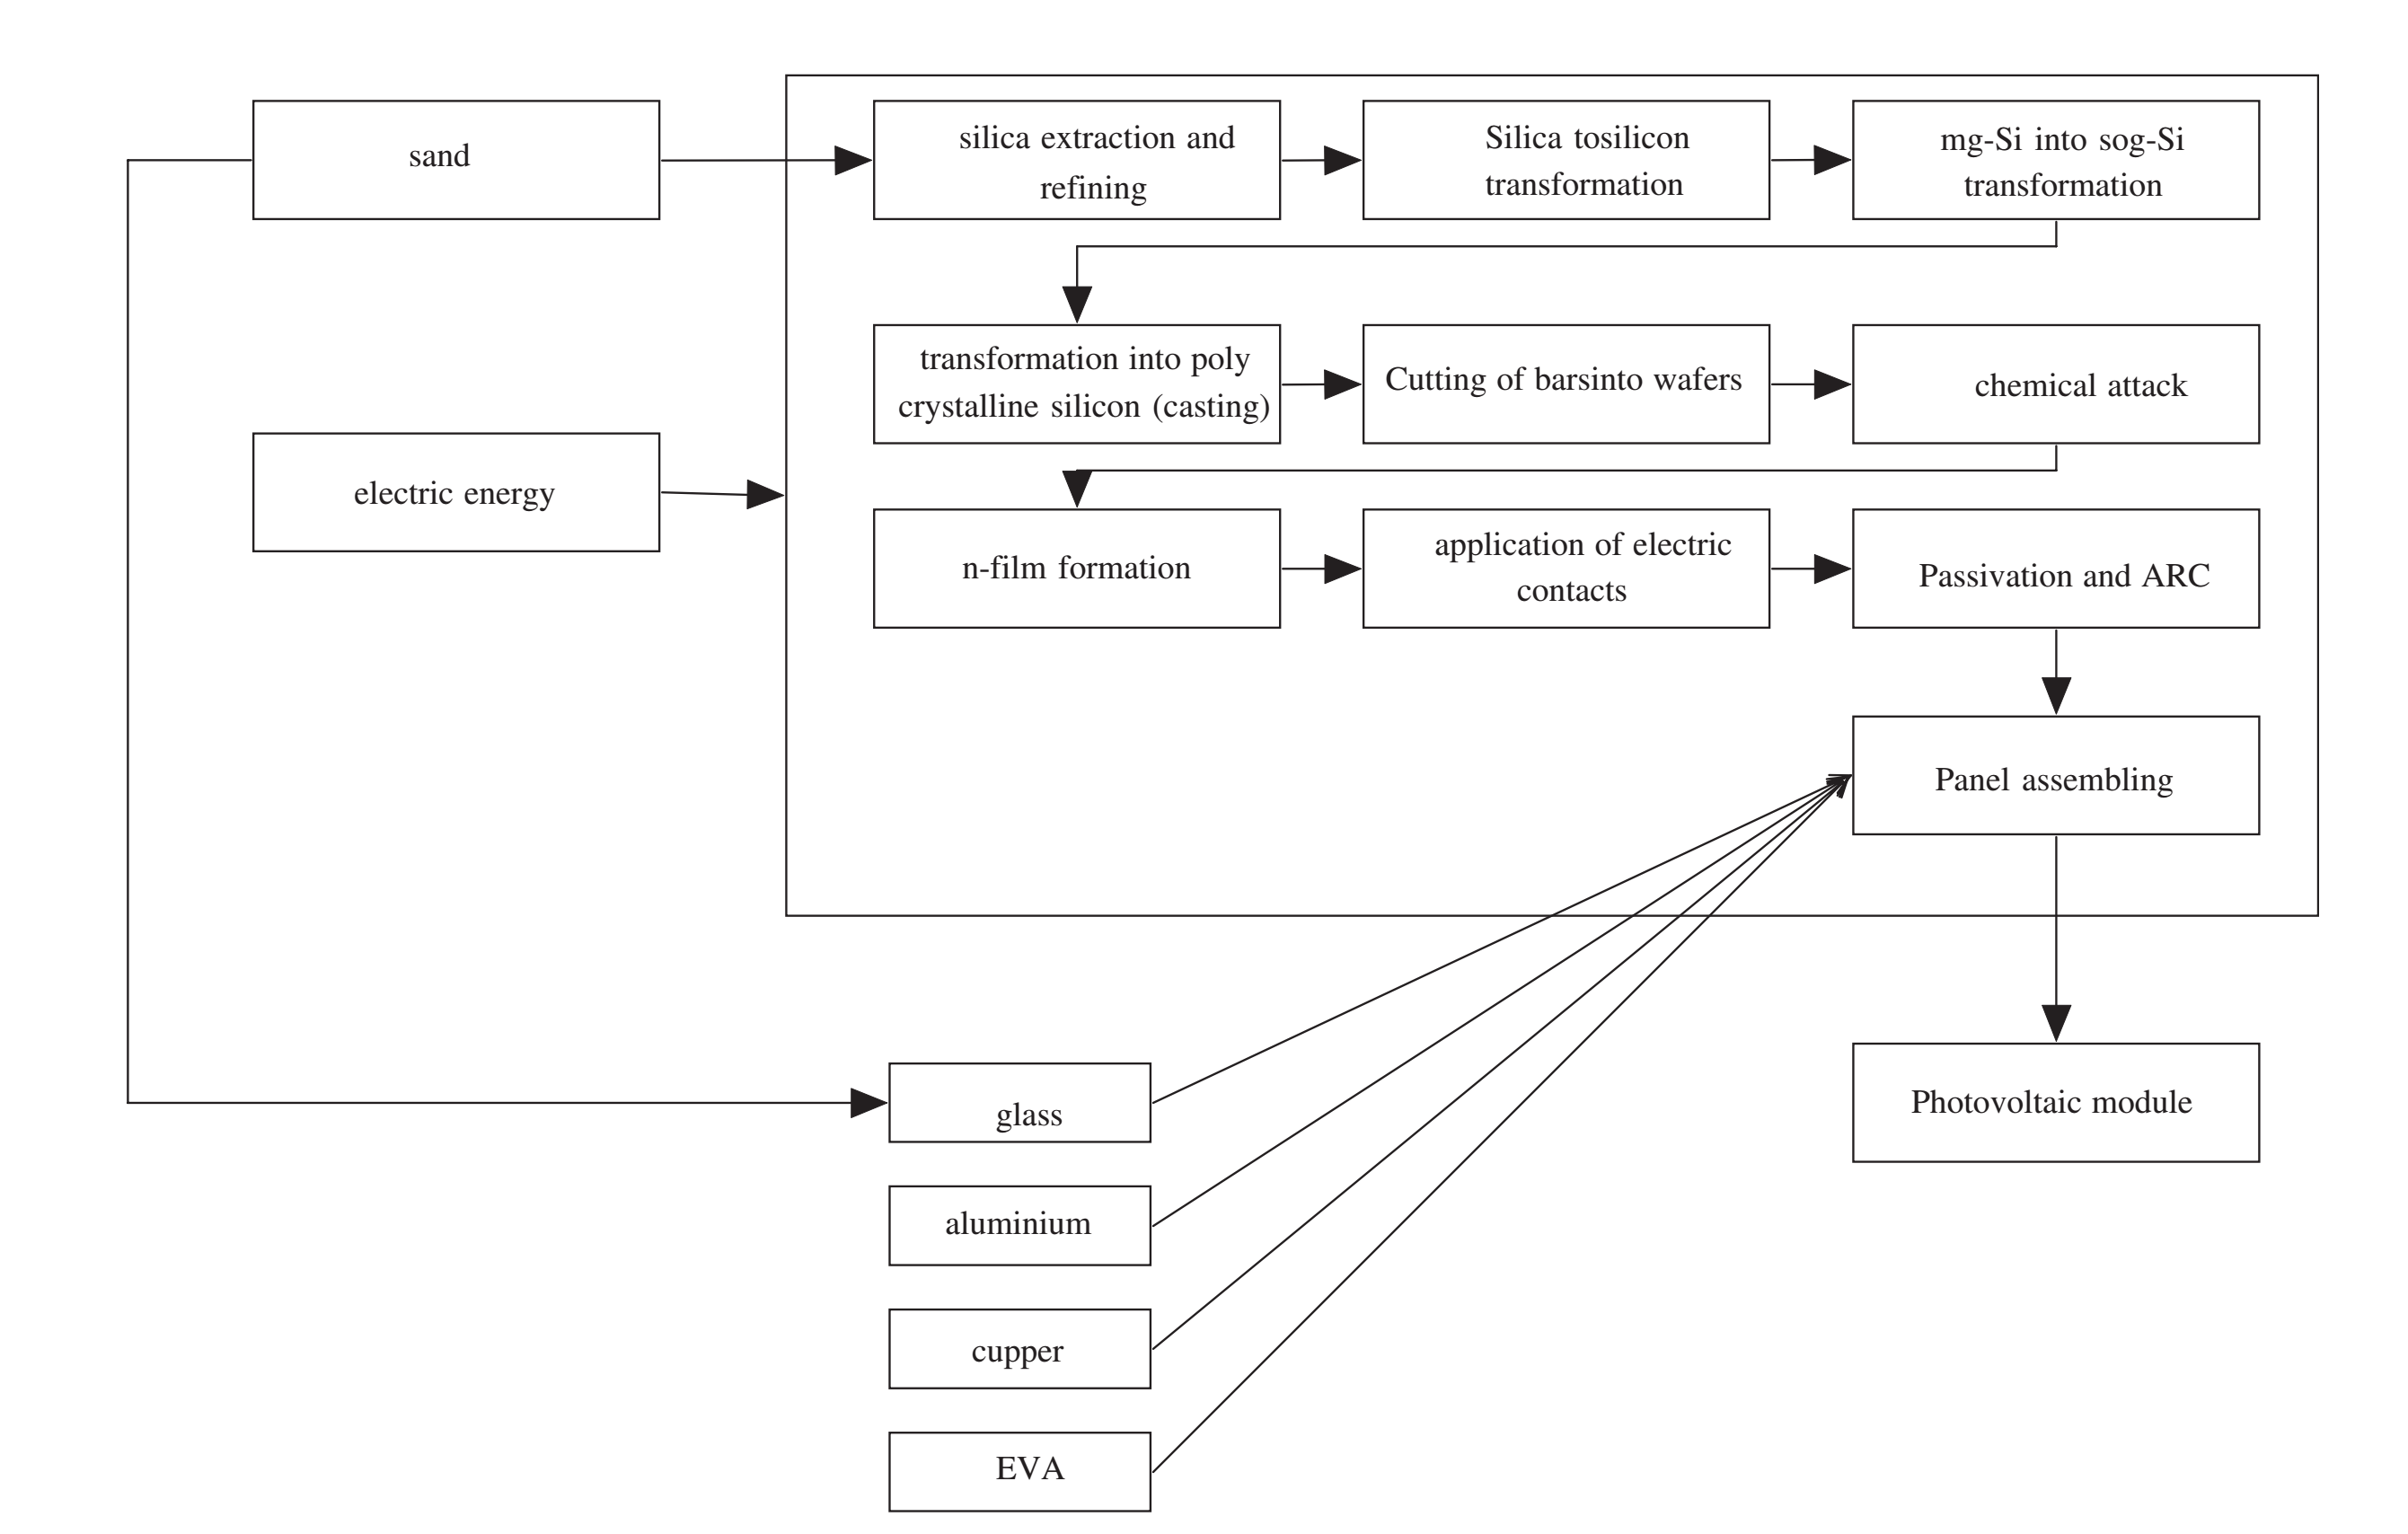 sand
silica extraction and
refining
Silica tosilicon
transformation
mg-Si into sog-Si
transformation
transformation into poly
crystalline silicon (casting)
Cutting of barsinto wafers
chemical attack
electric energy
n-film formation
application of electric
contacts
Passivation and ARC
Panel assembling
glass
Photovoltaic module
aluminium
cupper
EVA